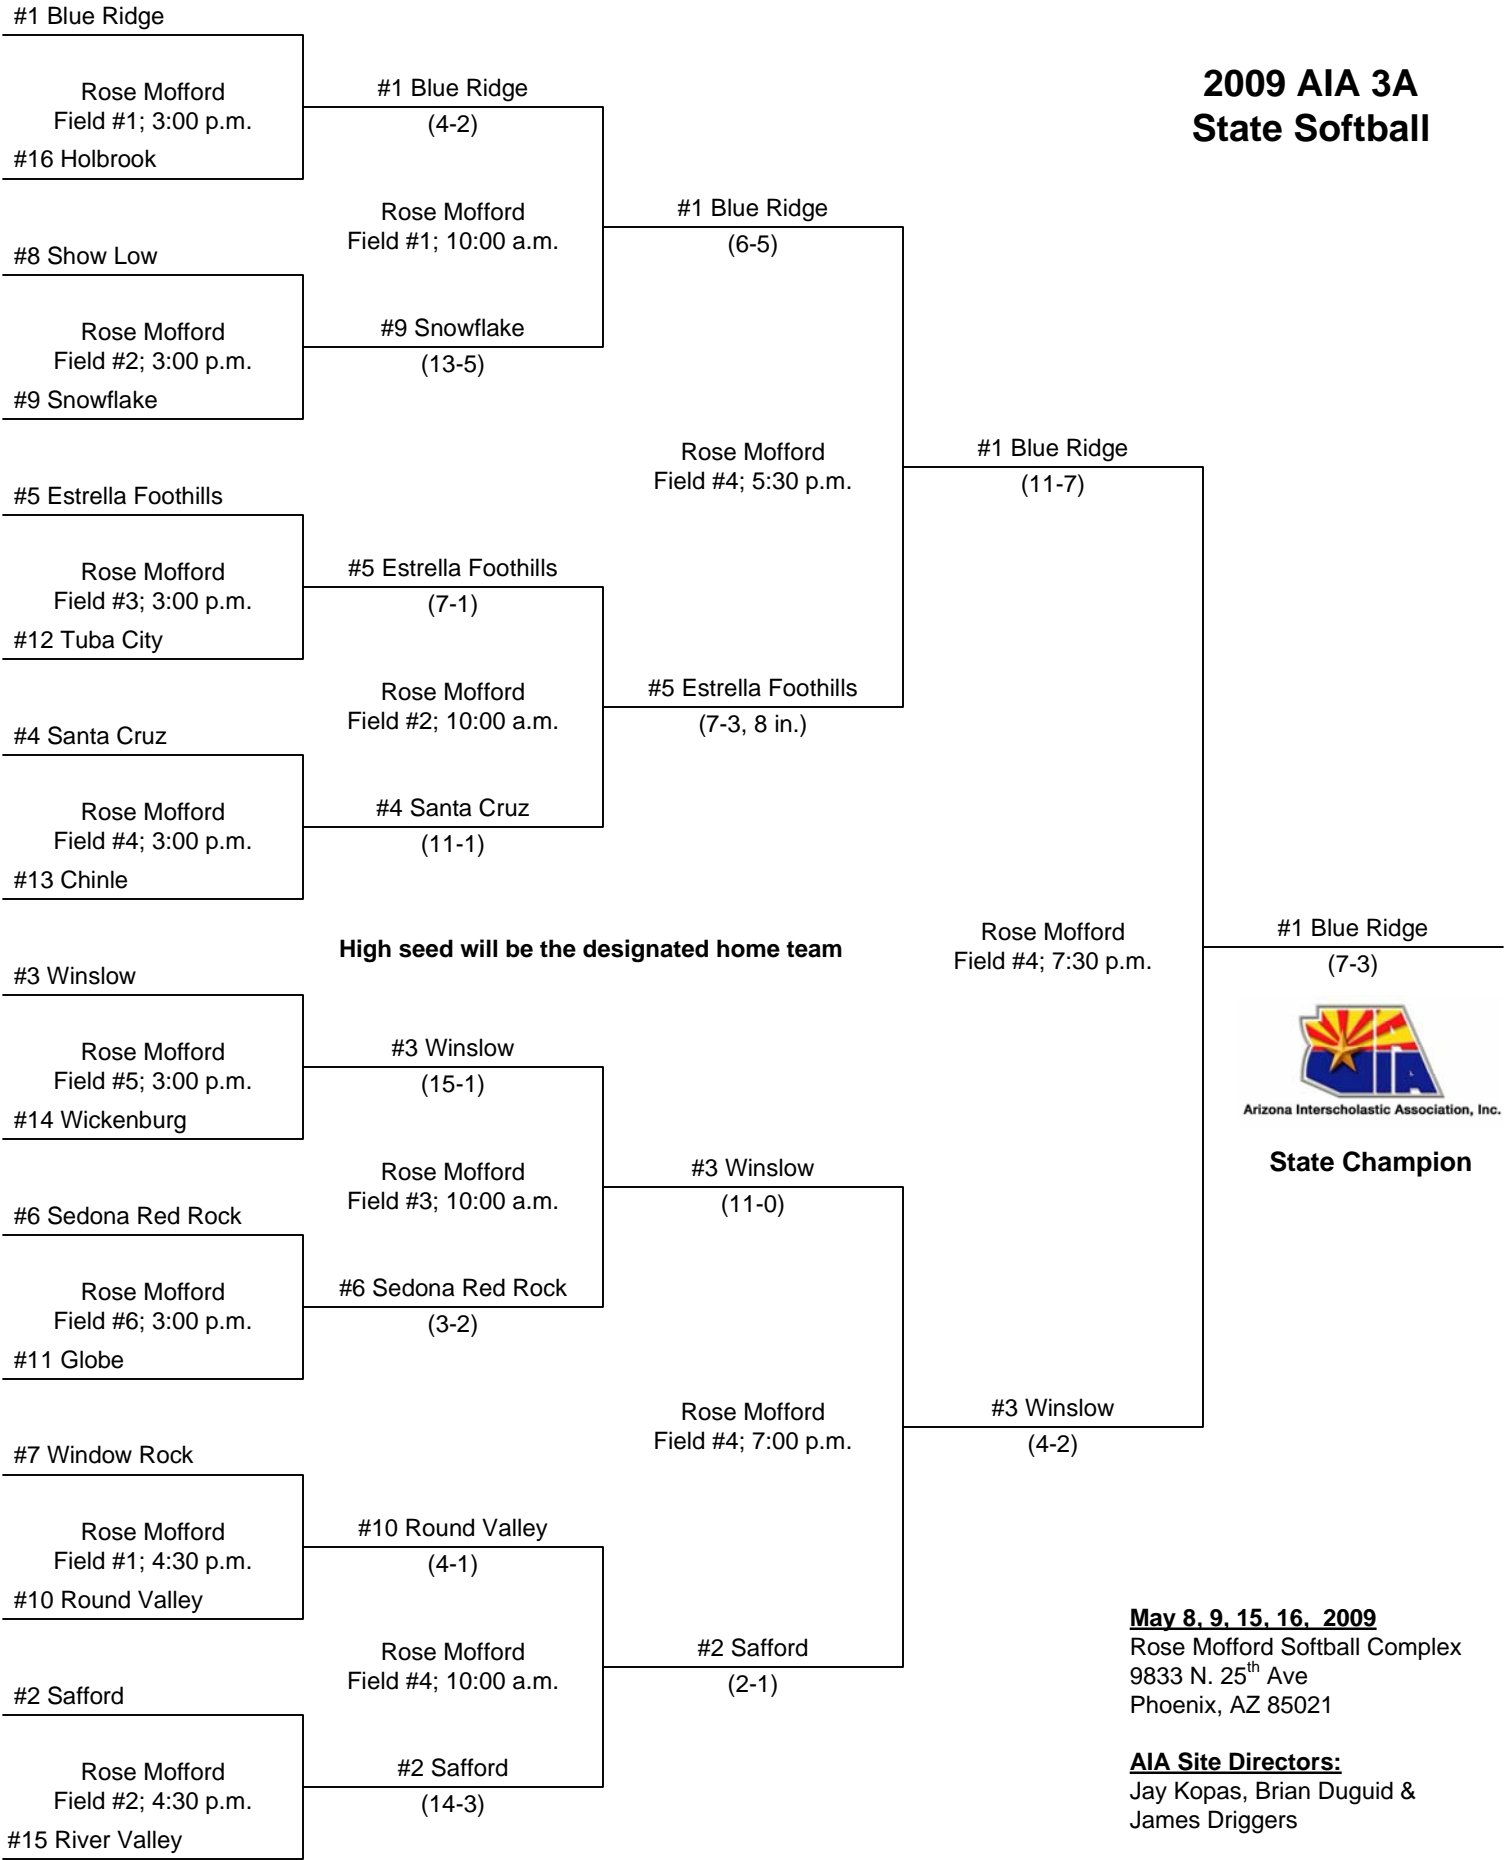 #1 Blue Ridge
Rose Mofford
Field #1; 3:00 p.m.
#16 Holbrook
#8 Show Low
Rose Mofford
Field #2; 3:00 p.m.
#9 Snowflake
#5 Estrella Foothills
Rose Mofford
Field #3; 3:00 p.m.
#12 Tuba City
#4 Santa Cruz
Rose Mofford
Field #4; 3:00 p.m.
#13 Chinle
#3 Winslow
Rose Mofford
Field #5; 3:00 p.m.
#14 Wickenburg
#6 Sedona Red Rock
Rose Mofford
Field #6; 3:00 p.m.
#11 Globe
#7 Window Rock
Rose Mofford
Field #1; 4:30 p.m.
#10 Round Valley
#2 Safford
Rose Mofford
Field #2; 4:30 p.m.
#15 River Valley
#1 Blue Ridge
(4-2)
Rose Mofford
Field #1; 10:00 a.m.
#9 Snowflake
(13-5)
#5 Estrella Foothills
(7-1)
Rose Mofford
Field #2; 10:00 a.m.
#4 Santa Cruz
(11-1)
High seed will be the designated home team
#3 Winslow
(15-1)
Rose Mofford
Field #3; 10:00 a.m.
#6 Sedona Red Rock
(3-2)
#10 Round Valley
(4-1)
Rose Mofford
Field #4; 10:00 a.m.
#2 Safford
(14-3)
#1 Blue Ridge
(6-5)
Rose Mofford
Field #4; 5:30 p.m.
#5 Estrella Foothills
(7-3, 8 in.)
#3 Winslow
(11-0)
Rose Mofford
Field #4; 7:00 p.m.
#2 Safford
(2-1)
#1 Blue Ridge
(11-7)
Rose Mofford
Field #4; 7:30 p.m.
#3 Winslow
(4-2)
2009 AIA 3A
State Softball
#1 Blue Ridge
(7-3)
AIA
Arizona Interscholastic Association, Inc.
State Champion
May 8, 9, 15, 16, 2009
Rose Mofford Softball Complex
9833 N. 25th Ave
Phoenix, AZ 85021
AIA Site Directors:
Jay Kopas, Brian Duguid &
James Driggers